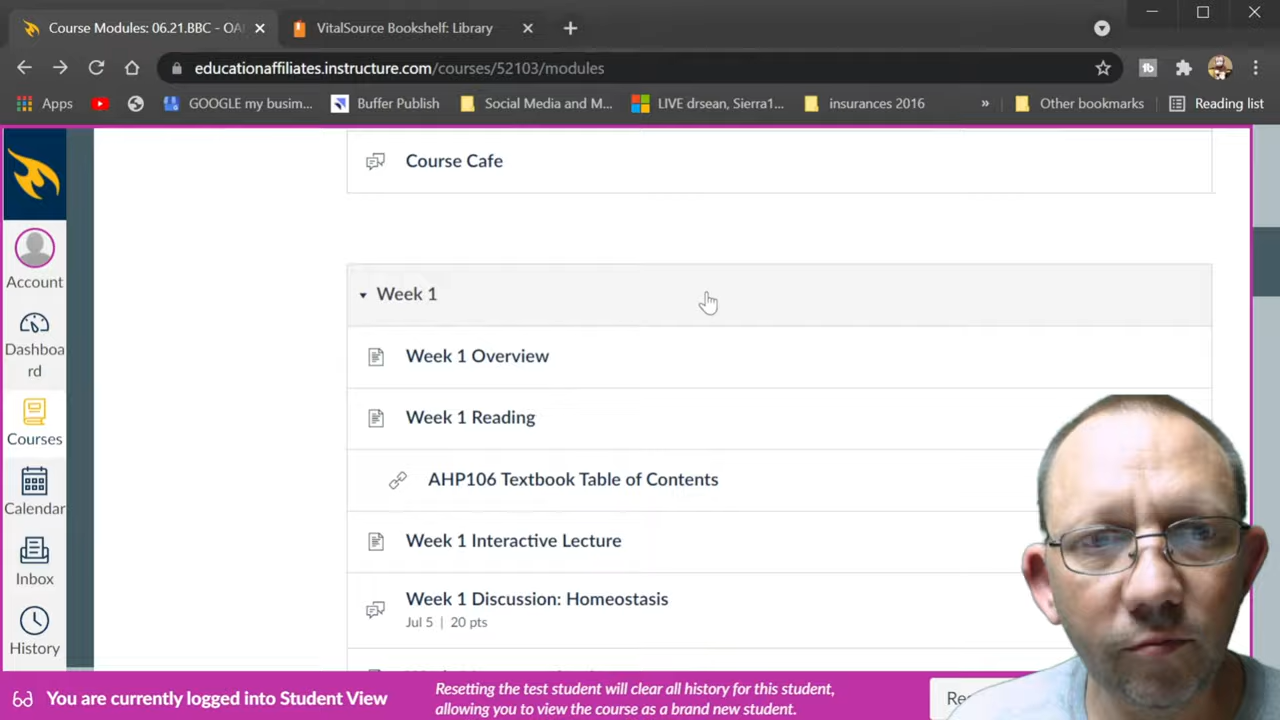 Course Modules: 06.21.BBC - OA
VitalSource Bookshelf: Library
educationaffiliates.instructure.com/courses/52103/modules
Apps
GOOGLE my busim...
Buffer Publish
Social Media and M...
LIVE drsean, Sierra1...
insurances 2016
»
Other bookmarks
Reading list
Account
Dashboa
rd
Courses
Calendar
Inbox
History
Course Cafe
Week 1
Week 1 Overview
Week 1 Reading
AHP106 Textbook Table of Contents
Week 1 Interactive Lecture
Week 1 Discussion: Homeostasis
Jul 5 | 20 pts
You are currently logged into Student View
Resetting the test student will clear all history for this student,
allowing you to view the course as a brand new student.